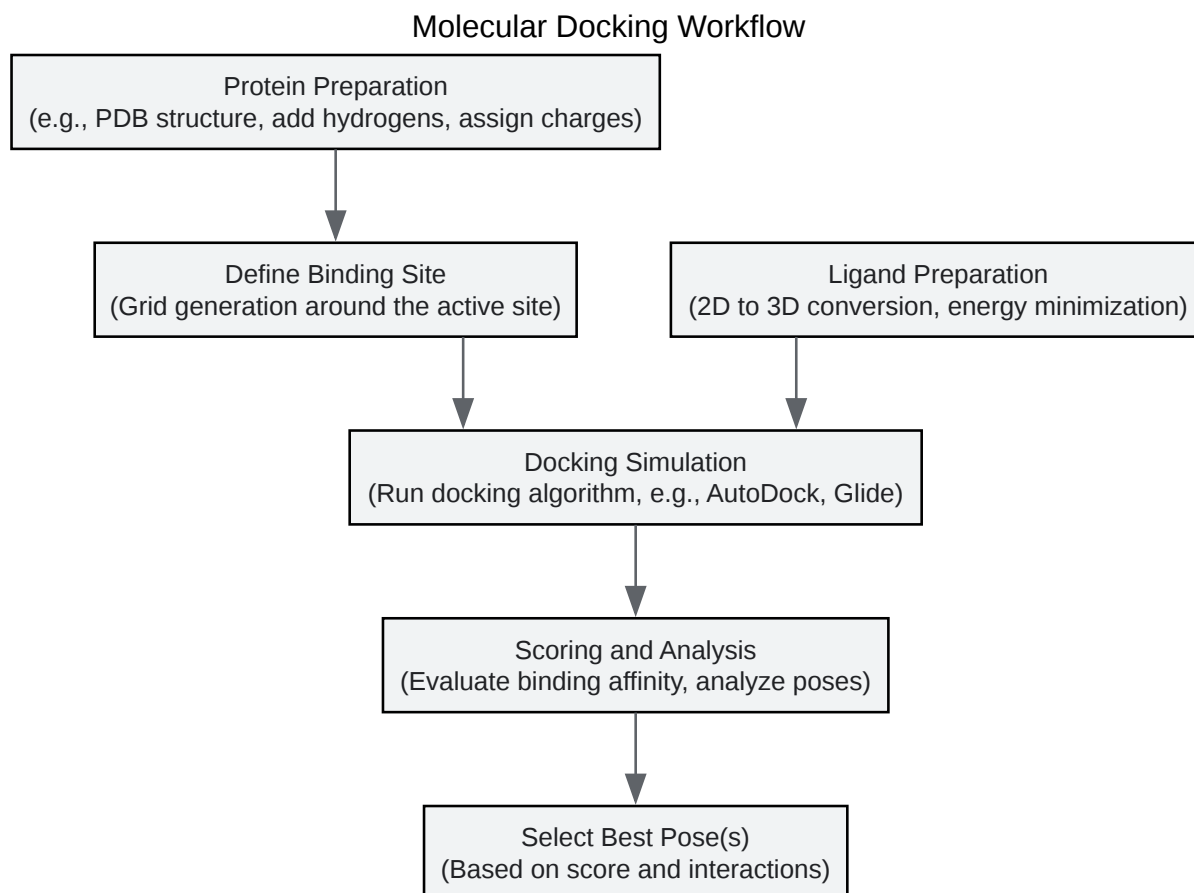 Molecular Docking Workflow
Protein Preparation
(e.g., PDB structure, add hydrogens, assign charges)
Define Binding Site
(Grid generation around the active site)
Ligand Preparation
(2D to 3D conversion, energy minimization)
Docking Simulation
(Run docking algorithm, e.g., AutoDock, Glide)
Scoring and Analysis
(Evaluate binding affinity, analyze poses)
Select Best Pose(s)
(Based on score and interactions)